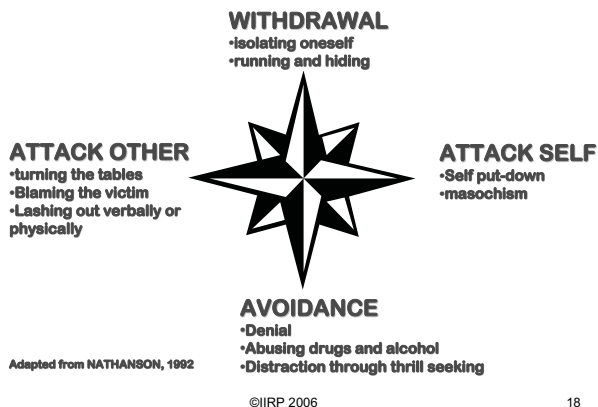 WITHDRAWAL
•isolating oneself
•running and hiding
ATTACK OTHER
•turning the tables
•Blaming the victim
•Lashing out verbally or
physically
ATTACK SELF
•Self put-down
•masochism
AVOIDANCE
•Denial
•Abusing drugs and alcohol
•Distraction through thrill seeking
Adapted from NATHANSON, 1992
©IIRP 2006
18